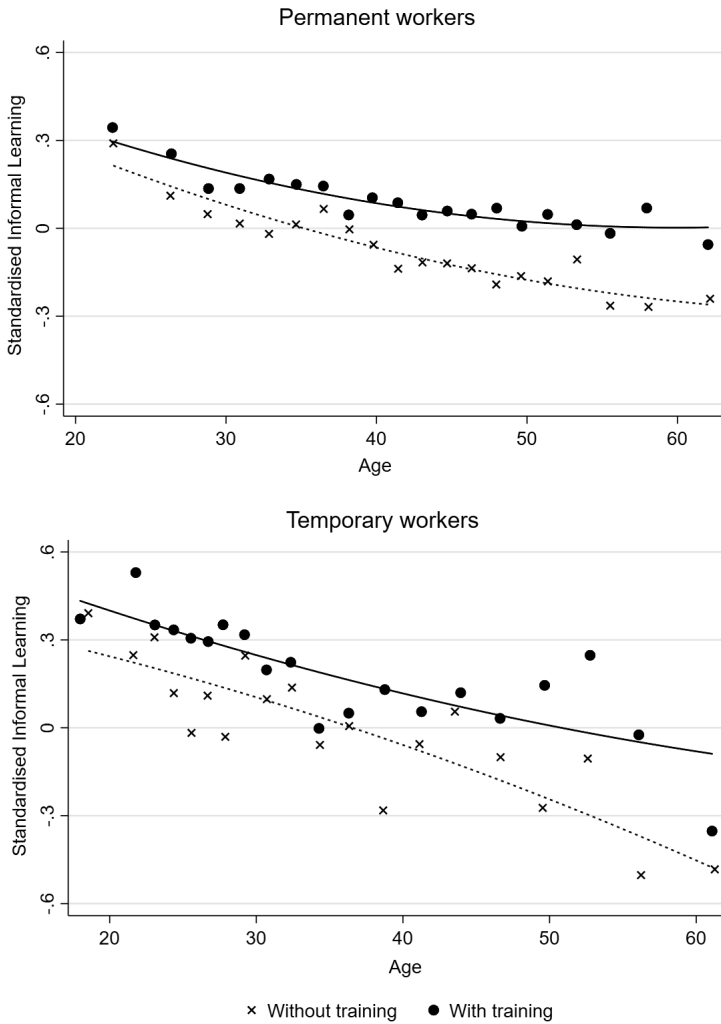 Permanent workers
Standardised Informal Learning
.6
.3
0
-.3
-.6
20 30 40 50 60
Age
Temporary workers
Standardised Informal Learning
.6
.3
0
-.3
-.6
20 30 40 50 60
Age
Without training With training